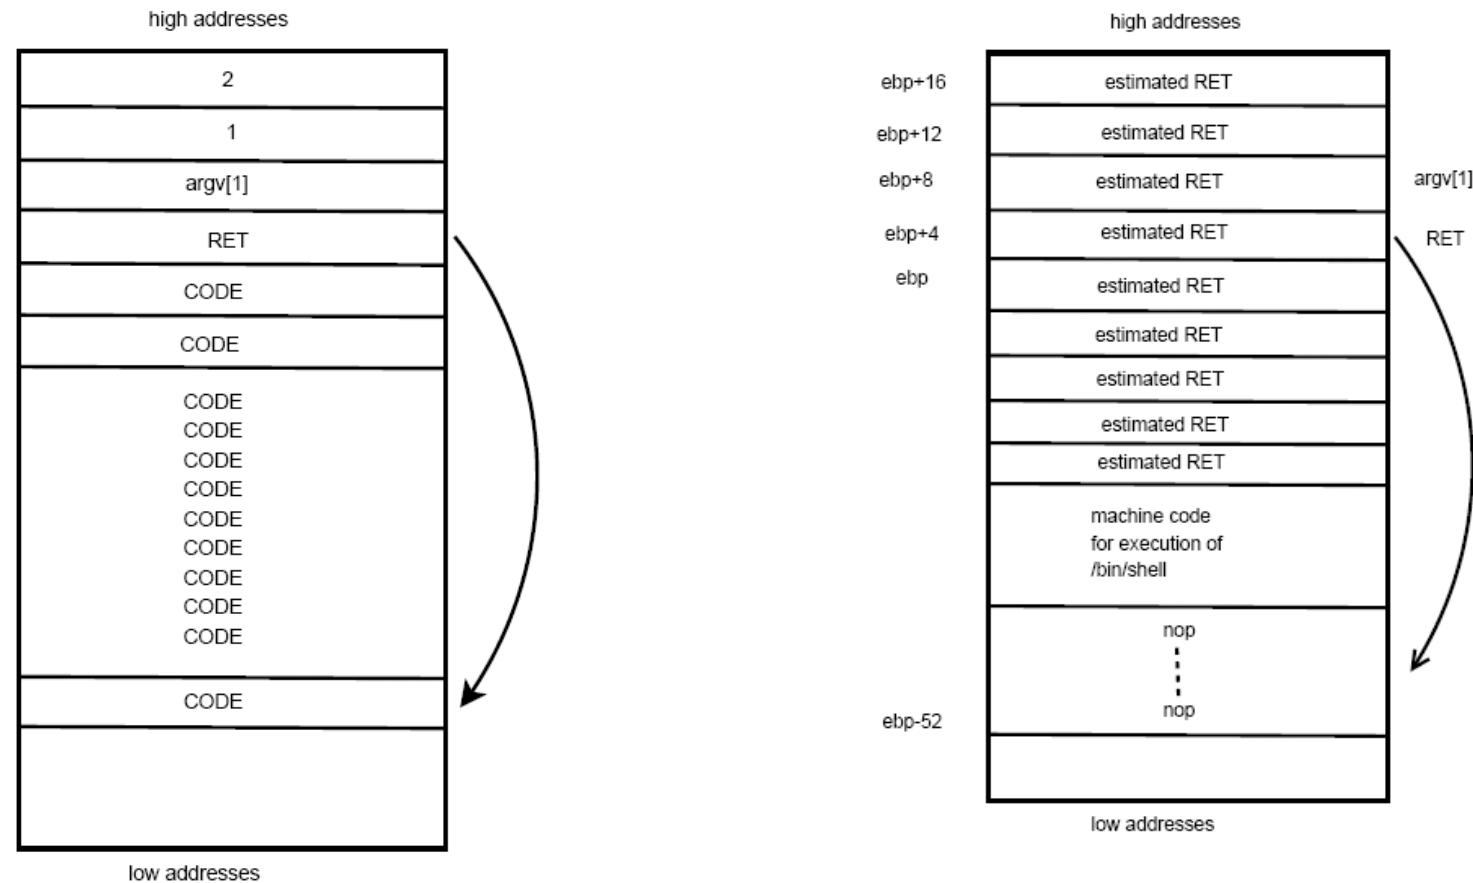 high addresses
2
1
argv[1]
RET
CODE
CODE
CODE
CODE
CODE
CODE
CODE
CODE
CODE
CODE
CODE
CODE
low addresses
high addresses
ebp+16 estimated RET
ebp+12 estimated RET
ebp+8 estimated RET argv[1]
ebp+4 estimated RET RET
ebp estimated RET
estimated RET
estimated RET
estimated RET
estimated RET
machine code
for execution of
/bin/shell
nop
nop
ebp-52
low addresses